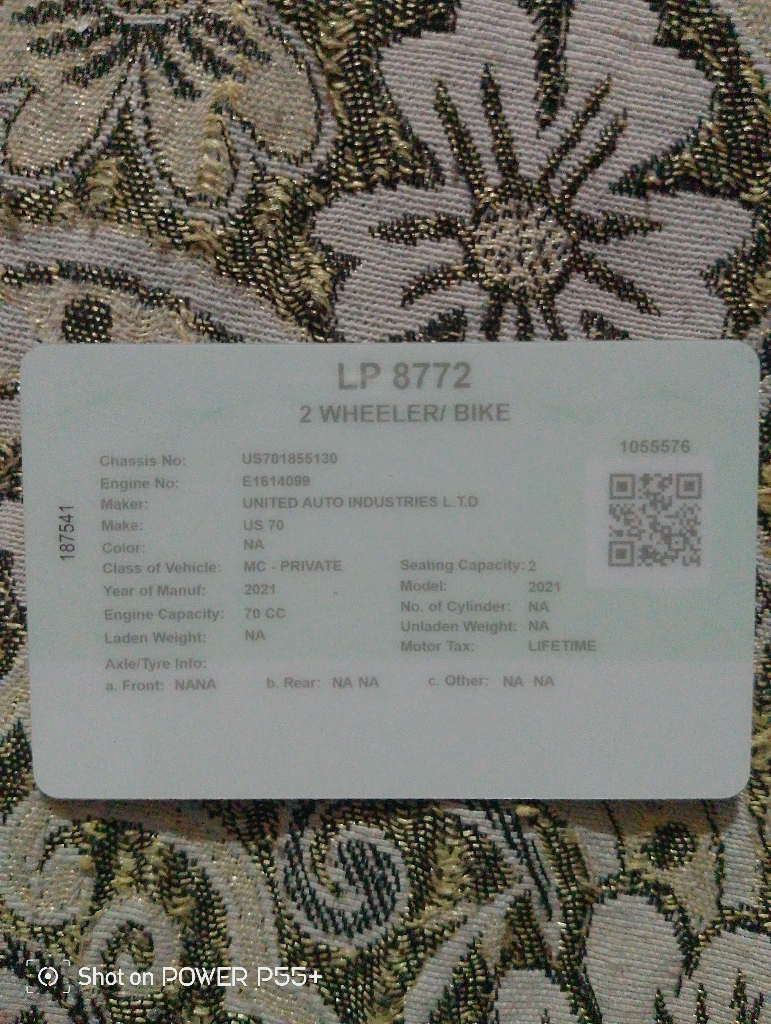 LP 8772
2 WHEELER/ BIKE
1055576
187541
Chassis No: US701855130
Engine No: E1614099
Maker: UNITED AUTO INDUSTRIES L.T.D
Make: US 70
Color: NA
Class of Vehicle: MC - PRIVATE Seating Capacity: 2
Year of Manuf: 2021 Model: 2021
Engine Capacity: 70 CC No. of Cylinder: NA
Laden Weight: NA Unladen Weight: NA
Motor Tax: LIFETIME
Axle/Tyre Info:
a. Front: NANA b. Rear: NA NA c. Other: NA NA
Shot on POWER P55+